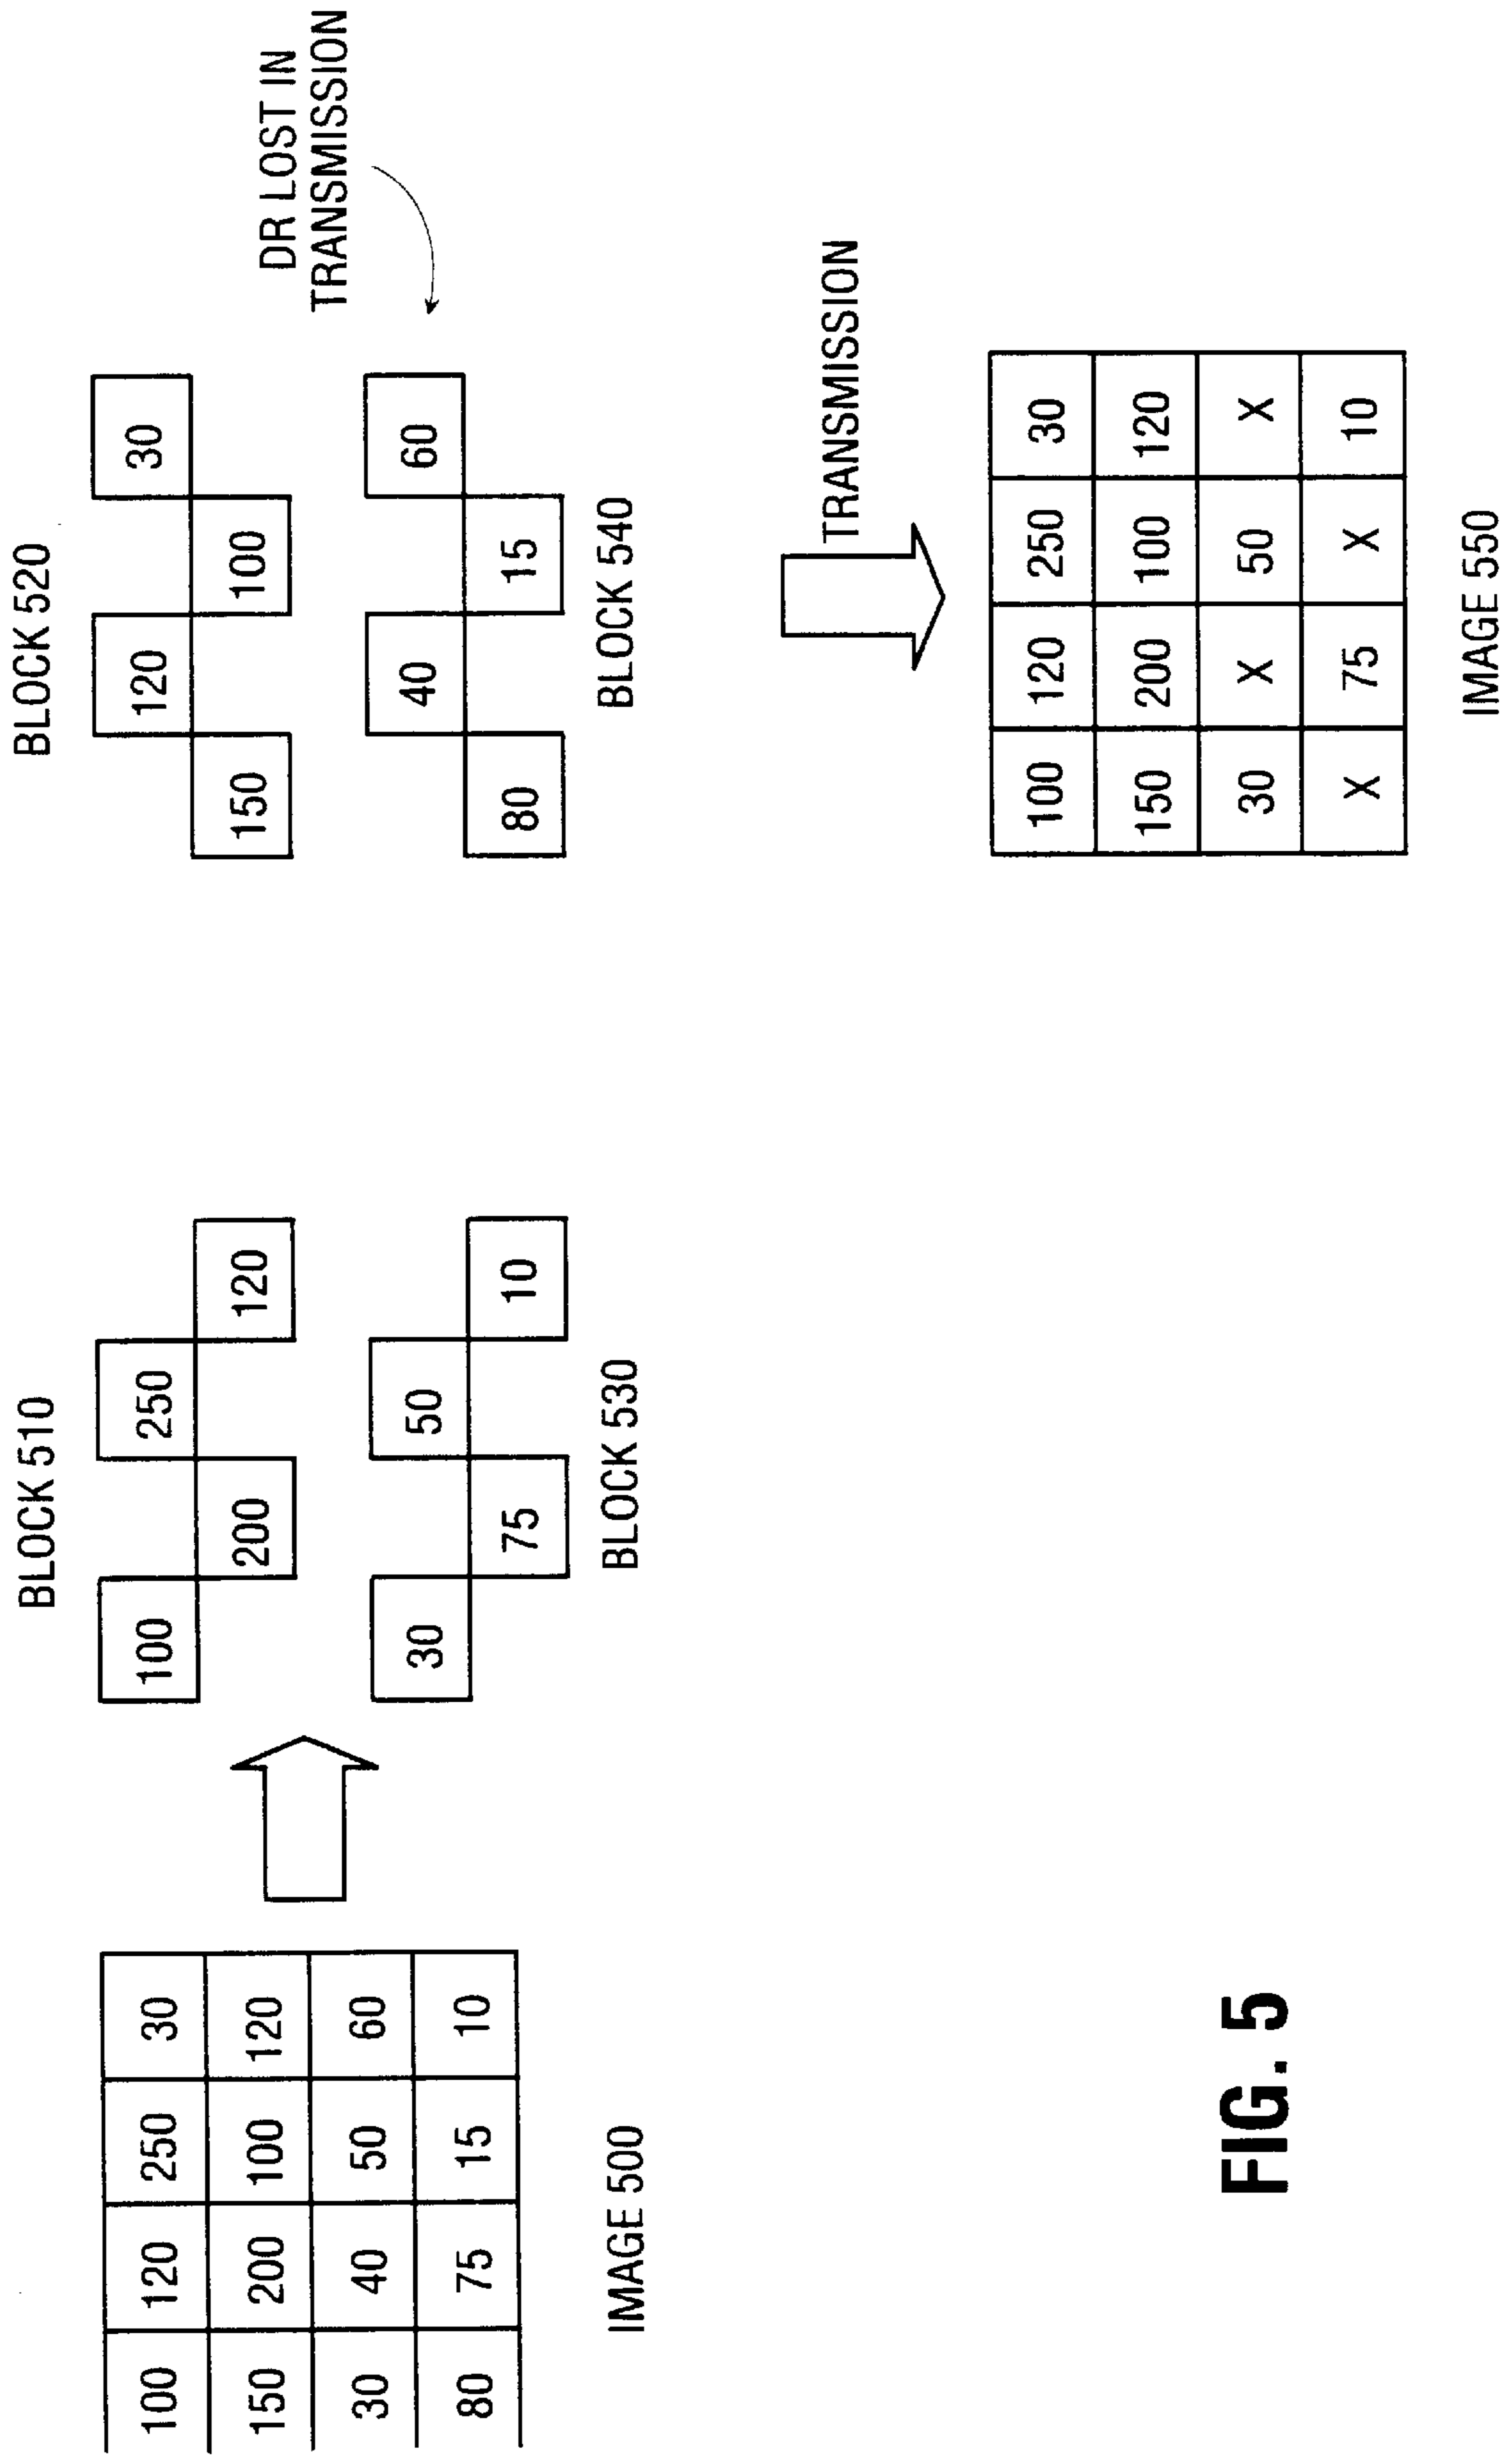 BLOCK 510
BLOCK 520
100 120 250 30
150 200 100 120
30 40 50 60
80 75 15 10
IMAGE 500
100 250
200 120
30 50
75 10
BLOCK 530
120 30
150 100
40 60
80 15
BLOCK 540
DR LOST IN
TRANSMISSION
TRANSMISSION
100 120 250 30
150 200 100 120
30 X 50 X
X 75 X 10
IMAGE 550
FIG. 5